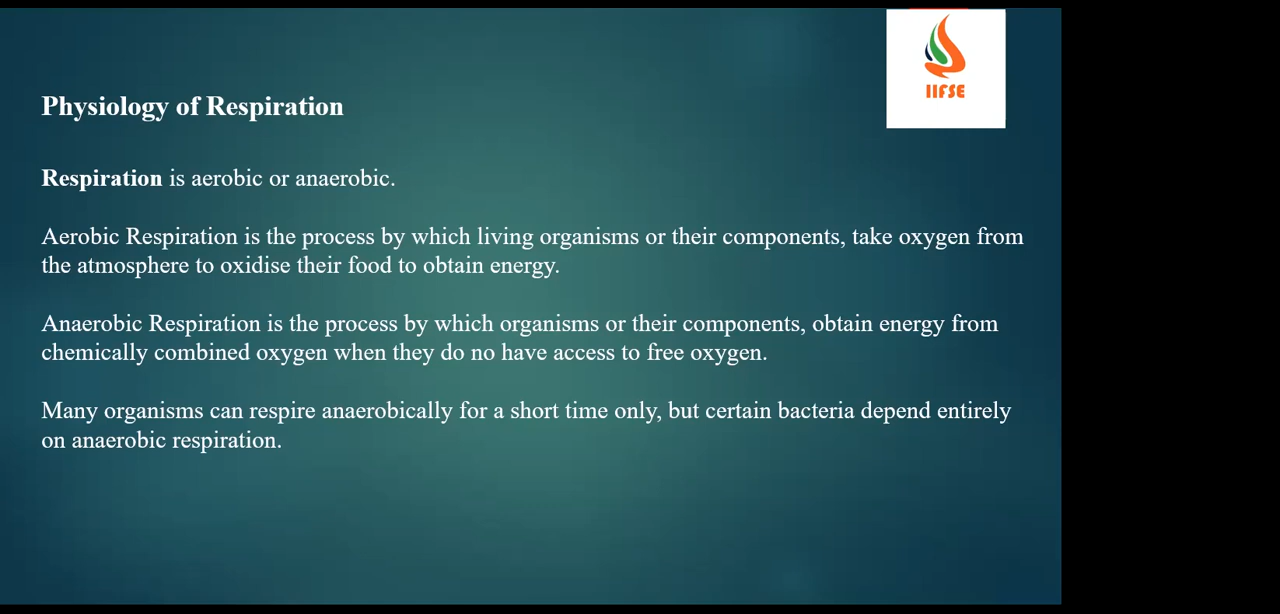 IIFSE
Physiology of Respiration
Respiration is aerobic or anaerobic.
Aerobic Respiration is the process by which living organisms or their components, take oxygen from
the atmosphere to oxidise their food to obtain energy.
Anaerobic Respiration is the process by which organisms or their components, obtain energy from
chemically combined oxygen when they do no have access to free oxygen.
Many organisms can respire anaerobically for a short time only, but certain bacteria depend entirely
on anaerobic respiration.